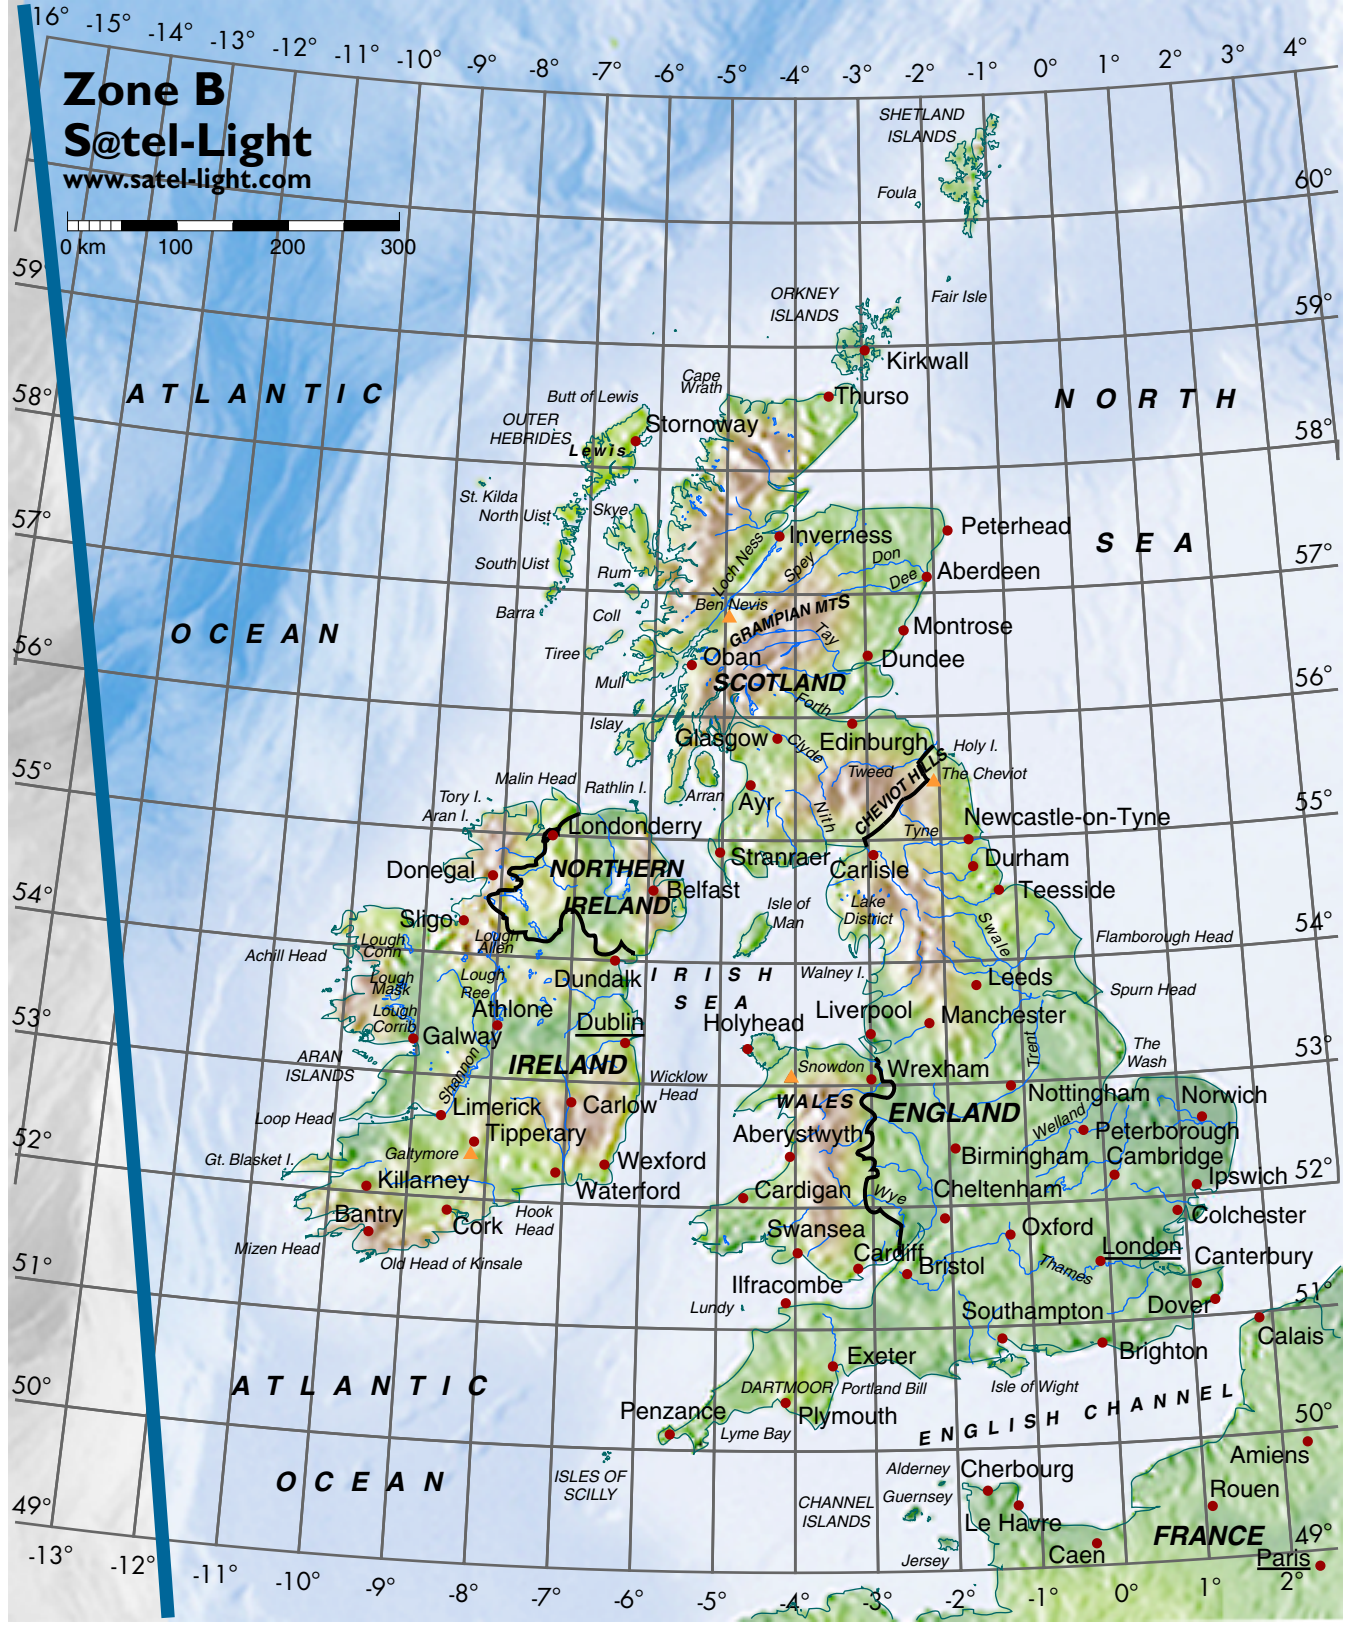 16° -15° -14° -13° -12° -11° -10° -9° -8° -7° -6° -5° -4° -3° -2° -1° 0° 1° 2° 3° 4°
Zone B
S@tel-Light
www.satel-light.com
0 km 100 200 300
SHETLAND
ISLANDS
Foula
60°
59°
ORKNEY
ISLANDS
Fair Isle
59°
Kirkwall
Cape
Wrath
Thurso
ATLANTIC
NORTH
58°
Butt of Lewis
OUTER
HEBRIDES
Stornoway
Lewis
58°
St. Kilda
North Uist
Skye
57°
Inverness
Peterhead
SEA
57°
South Uist
Rum
Loch Ness
Spey
Don
Dee
Aberdeen
Barra
Coll
Ben Nevis
GRAMPIAN MTS
OCEAN
Montrose
56°
Tiree
Oban
Tay
Dundee
Mull
SCOTLAND
56°
Islay
Forth
Glasgow
Clyde
Edinburgh
Holy I.
55°
Malin Head
Rathlin I.
Tweed
CHEVIOT HILLS
The Cheviot
Tory I.
Aran I.
Arran
Ayr
Nith
55°
Londonderry
Tyne
Newcastle-on-Tyne
Donegal
NORTHERN
IRELAND
Stranraer
Carlisle
Durham
Belfast
Teesside
54°
Sligo
Isle of
Man
Lake
District
Swale
54°
Achill Head
Lough
Conn
Lough
Allen
Flamborough Head
Lough
Mask
Lough
Ree
Dundalk
IRISH
SEA
Walney I.
Leeds
Spurn Head
53°
Lough
Corrib
Athlone
Dublin
Holyhead
Liverpool
Manchester
Galway
Trent
The
Wash
53°
ARAN
ISLANDS
Shannon
IRELAND
Wicklow
Head
Snowdon
Wrexham
Nottingham
Norwich
Loop Head
Limerick
Carlow
WALES
ENGLAND
Welland
Peterborough
52°
Tipperary
Aberystwyth
Birmingham
Cambridge
Gt. Blasket I.
Galtymore
Wexford
52°
Killarney
Waterford
Cardigan
Wye
Cheltenham
Ipswich
Bantry
Cork
Hook
Head
Swansea
Oxford
Colchester
Mizen Head
Old Head of Kinsale
Cardiff
Bristol
Thames
London
Canterbury
51°
Ilfracombe
Lundy
Southampton
Dover
51°
Calais
Exeter
Brighton
50°
ATLANTIC
DARTMOOR
Portland Bill
Isle of Wight
Penzance
Plymouth
ENGLISH CHANNEL
50°
Lyme Bay
Amiens
OCEAN
ISLES OF
SCILLY
Alderney
Cherbourg
Guernsey
Rouen
49°
CHANNEL
ISLANDS
Le Havre
FRANCE
49°
Jersey
Caen
Paris
-13° -12° -11° -10° -9° -8° -7° -6° -5° -4° -3° -2° -1° 0° 1° 2°